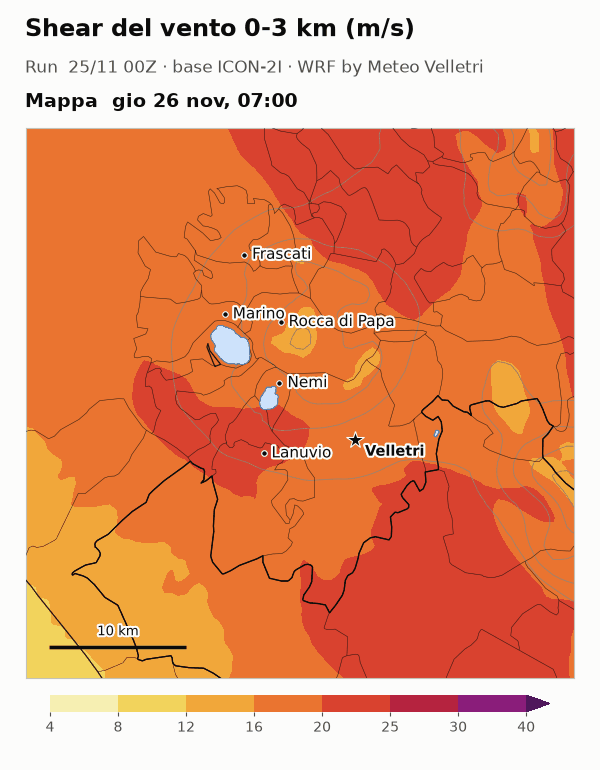 Shear del vento 0-3 km (m/s)
Run  25/11 00Z · base ICON-2I · WRF by Meteo Velletri
Mappa  gio 26 nov, 07:00
Frascati
Marino
Rocca di Papa
Nemi
Velletri
Lanuvio
10 km
4 8 12 16 20 25 30 40